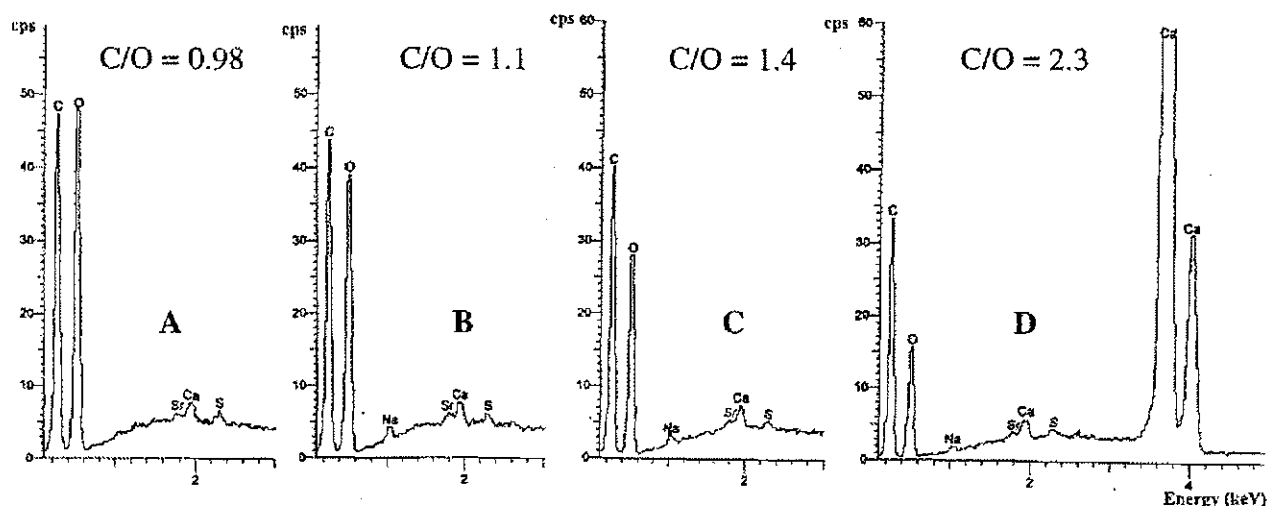 cps
C/O = 0.98
50
40
30
20
10
0
C
O
A
Sr
Ca
S
2
cps
C/O = 1.1
50
40
30
20
10
0
C
O
B
Na
Sr
Ca
S
2
cps
60
C/O = 1.4
50
40
30
20
10
0
C
O
C
Na
Sr
Ca
S
2
cps
60
C/O = 2.3
50
40
30
20
10
0
C
O
D
Na
Sr
Ca
S
Ca
Ca
2
4
Energy (keV)